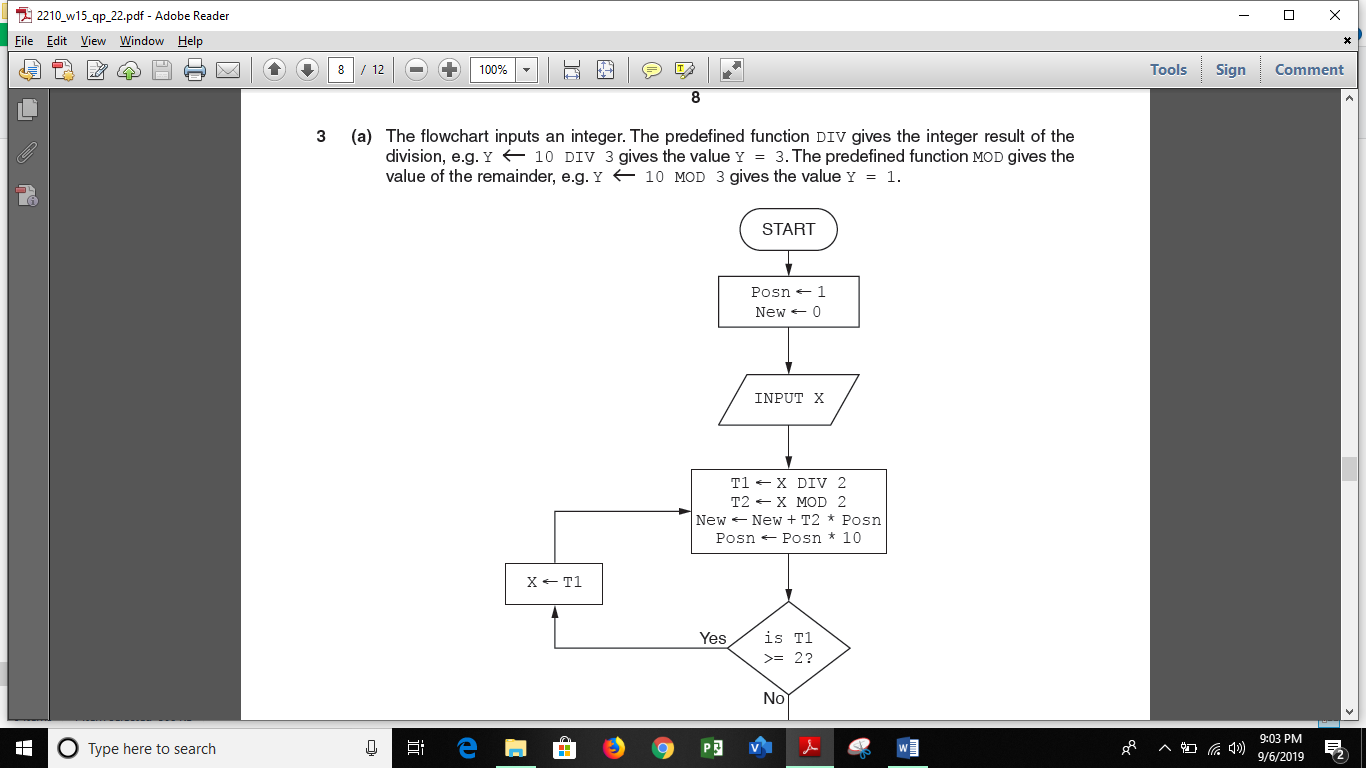 2210_w15_qp_22.pdf - Adobe Reader
File Edit View Window Help
8 / 12 100% Tools Sign Comment
8
3 (a) The flowchart inputs an integer. The predefined function DIV gives the integer result of the
division, e.g. Y ← 10 DIV 3 gives the value Y = 3. The predefined function MOD gives the
value of the remainder, e.g. Y ← 10 MOD 3 gives the value Y = 1.
START
Posn ← 1
New ← 0
INPUT X
T1 ← X DIV 2
T2 ← X MOD 2
New ← New + T2 * Posn
Posn ← Posn * 10
X ← T1
Yes
is T1
>= 2?
No
Type here to search
9:03 PM
9/6/2019
2